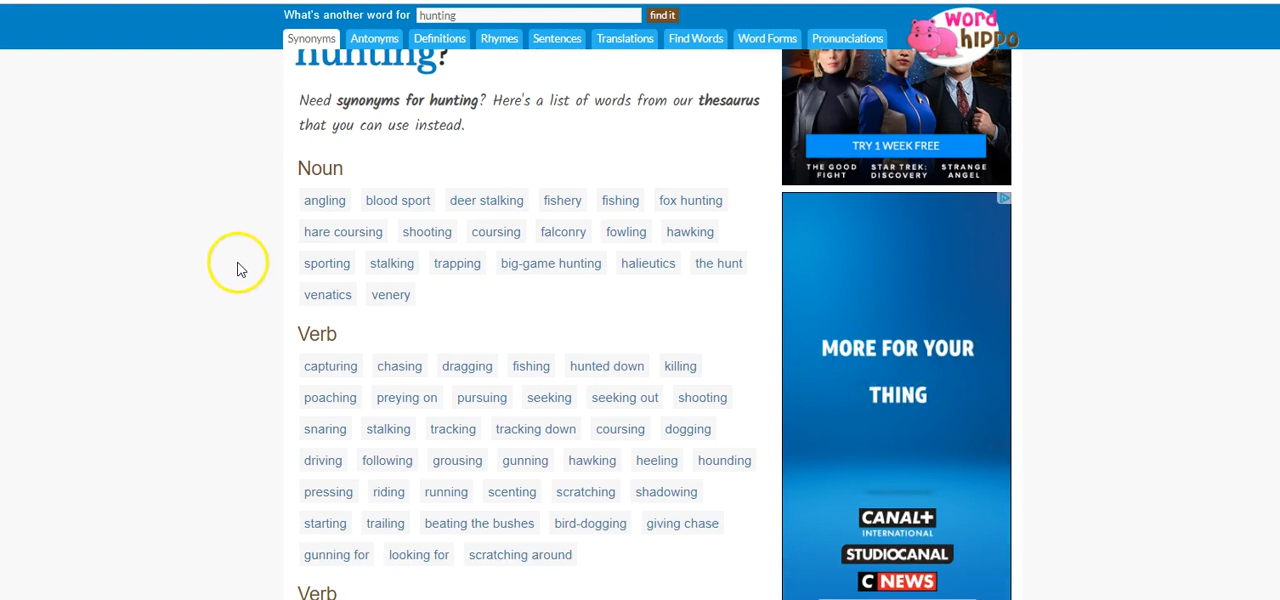 What's another word for hunting find it
Synonyms Antonyms Definitions Rhymes Sentences Translations Find Words Word Forms Pronunciations
word hippo
hunting?
Need synonyms for hunting? Here's a list of words from our thesaurus
that you can use instead.
Noun
angling blood sport deer stalking fishery fishing fox hunting
hare coursing shooting coursing falconry fowling hawking
sporting stalking trapping big-game hunting halieutics the hunt
venatics venery
Verb
capturing chasing dragging fishing hunted down killing
poaching preying on pursuing seeking seeking out shooting
snaring stalking tracking tracking down coursing dogging
driving following grousing gunning hawking heeling hounding
pressing riding running scenting scratching shadowing
starting trailing beating the bushes bird-dogging giving chase
gunning for looking for scratching around
Verb
TRY 1 WEEK FREE
THE GOOD FIGHT
STAR TREK: DISCOVERY
STRANGE ANGEL
MORE FOR YOUR
THING
CANAL+
INTERNATIONAL
STUDIOCANAL
CNEWS